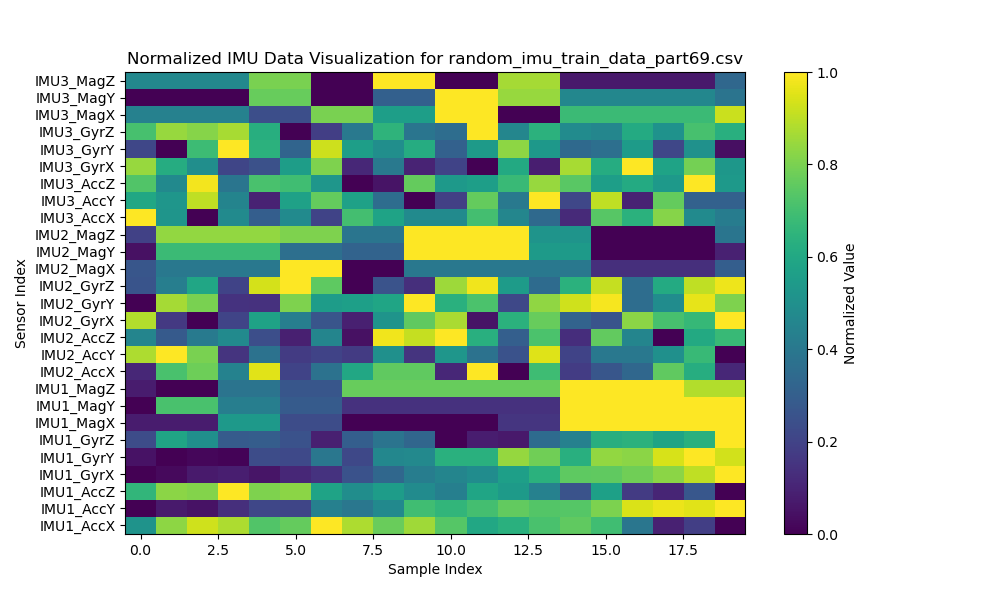 Normalized IMU Data Visualization for random_imu_train_data_part69.csv
IMU3_MagZ
IMU3_MagY
IMU3_MagX
IMU3_GyrZ
IMU3_GyrY
IMU3_GyrX
IMU3_AccZ
IMU3_AccY
IMU3_AccX
IMU2_MagZ
IMU2_MagY
IMU2_MagX
IMU2_GyrZ
IMU2_GyrY
IMU2_GyrX
IMU2_AccZ
IMU2_AccY
IMU2_AccX
IMU1_MagZ
IMU1_MagY
IMU1_MagX
IMU1_GyrZ
IMU1_GyrY
IMU1_GyrX
IMU1_AccZ
IMU1_AccY
IMU1_AccX
Sensor Index
0.0 2.5 5.0 7.5 10.0 12.5 15.0 17.5
Sample Index
1.0
0.8
0.6
0.4
0.2
0.0
Normalized Value